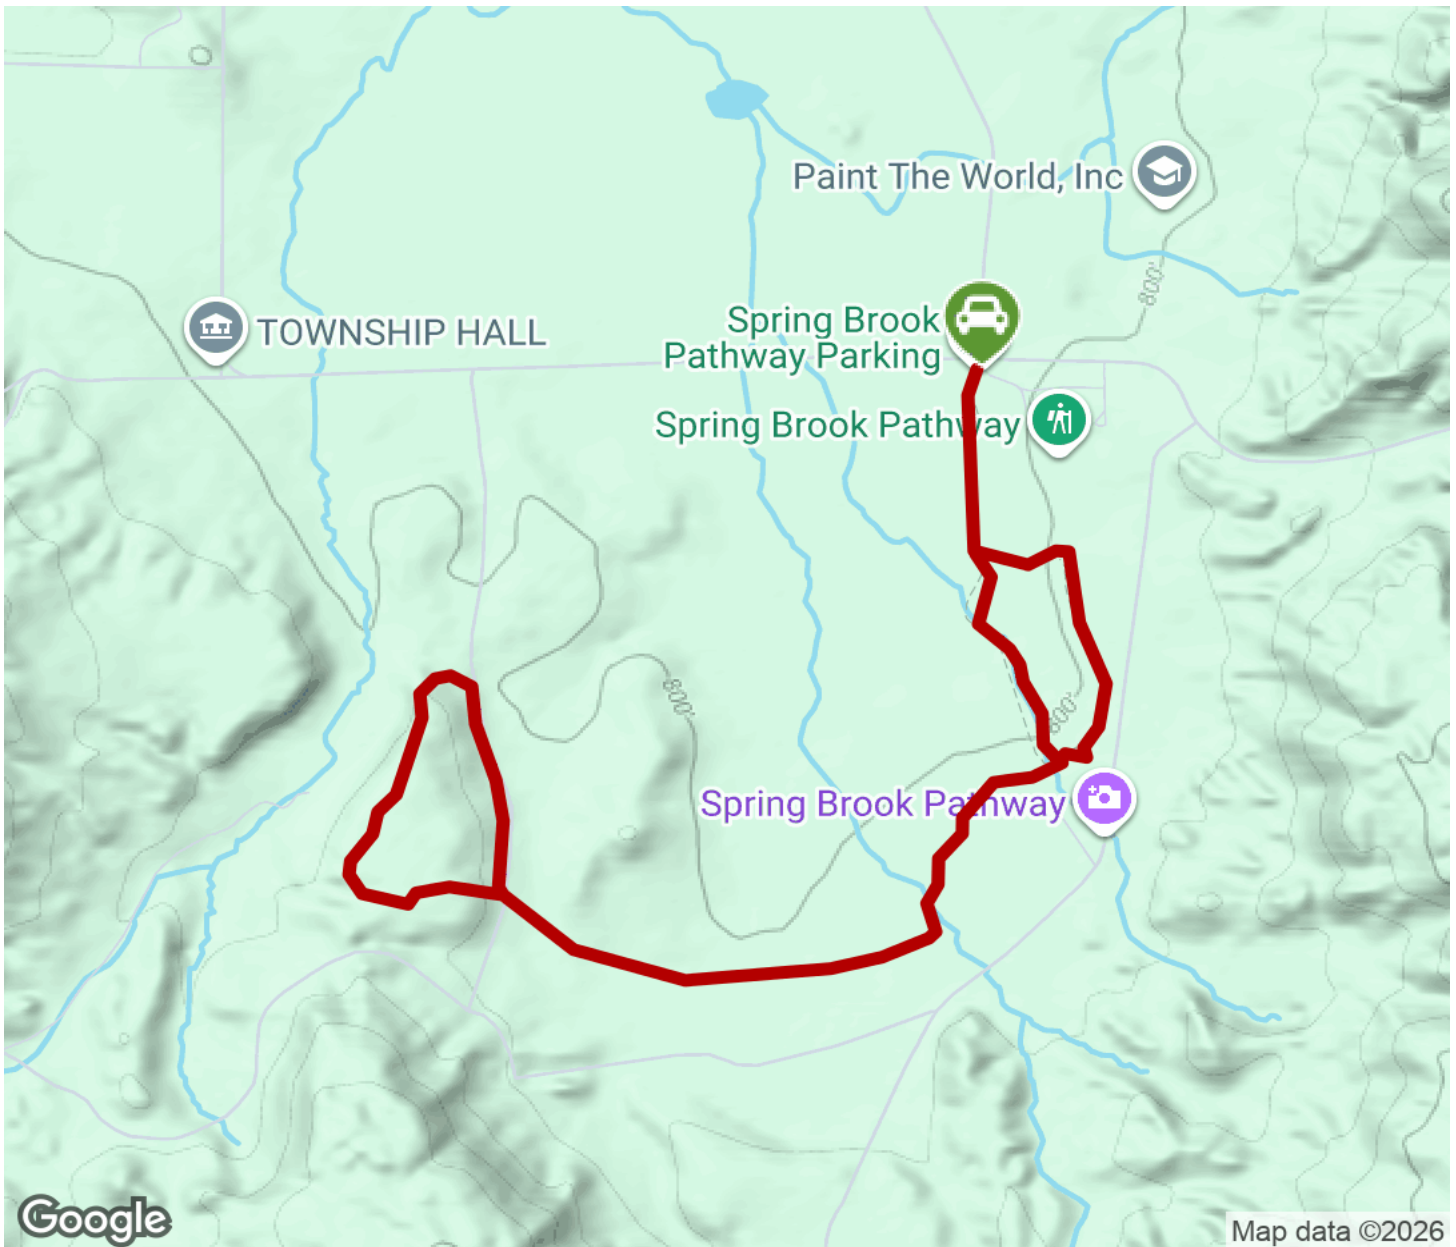 Paint The World, Inc
800'
Spring Brook
Pathway Parking
TOWNSHIP HALL
Spring Brook Pathway
800'
800'
Spring Brook Pathway
Google
Map data ©2026